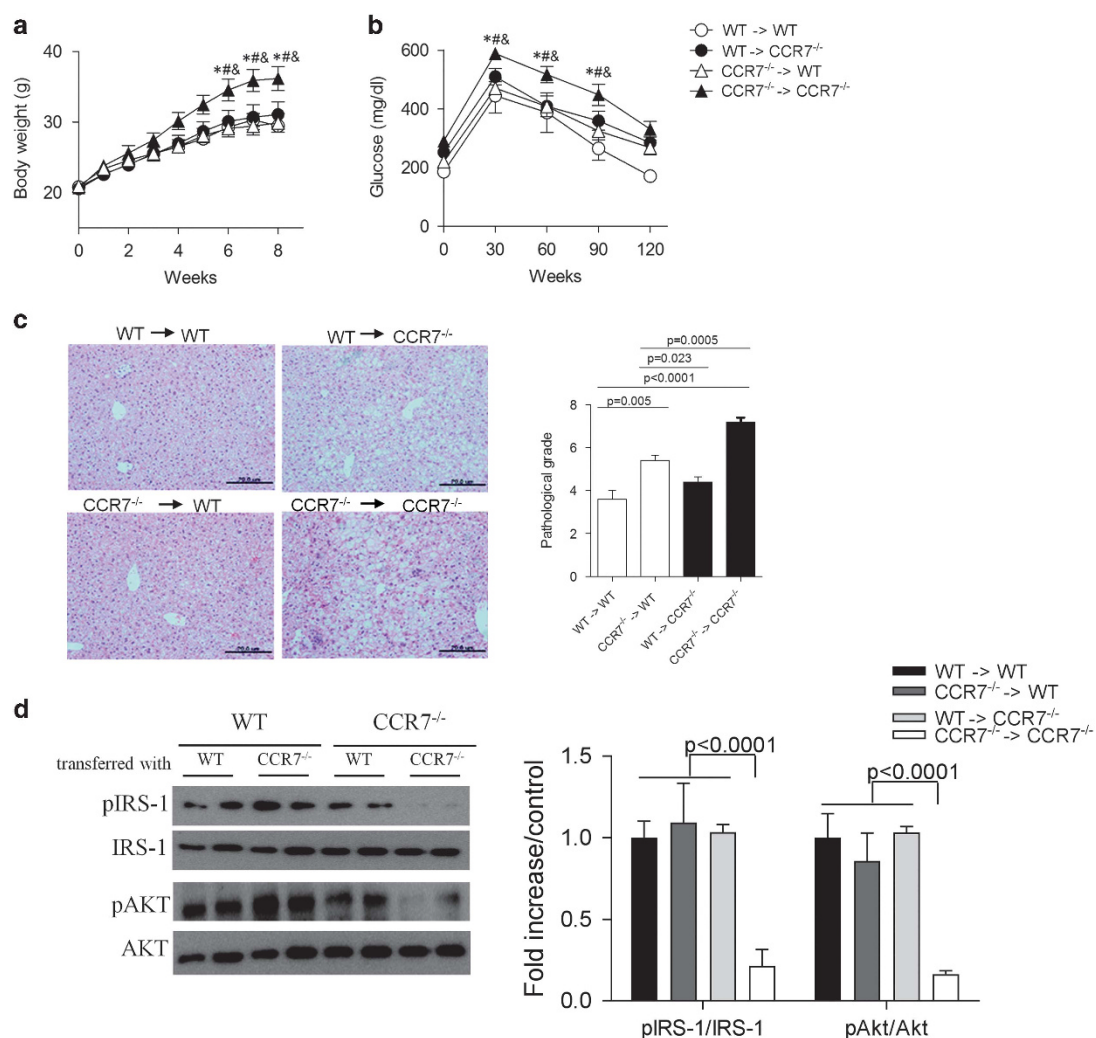 a
Body weight (g)
40
30
20
*#& *#& *#&
0 2 4 6 8
Weeks
b
Glucose (mg/dl)
600
400
200
0
*#&
*#&
*#&
0 30 60 90 120
Weeks
WT -> WT
WT -> CCR7-/-
CCR7-/- -> WT
CCR7-/- -> CCR7-/-
c
WT → WT
WT → CCR7-/-
CCR7-/- → WT
CCR7-/- → CCR7-/-
p=0.0005
p=0.023
p<0.0001
p=0.005
Pathological grade
8
6
4
2
0
WT -> WT
CCR7-/- -> WT
WT -> CCR7-/-
CCR7-/- -> CCR7-/-
d
WT CCR7-/-
transferred with WT CCR7-/- WT CCR7-/-
pIRS-1
IRS-1
pAKT
AKT
WT -> WT
CCR7-/- -> WT
WT -> CCR7-/-
CCR7-/- -> CCR7-/-
Fold increase/control
1.5
1.0
0.5
0.0
p<0.0001
p<0.0001
pIRS-1/IRS-1 pAkt/Akt